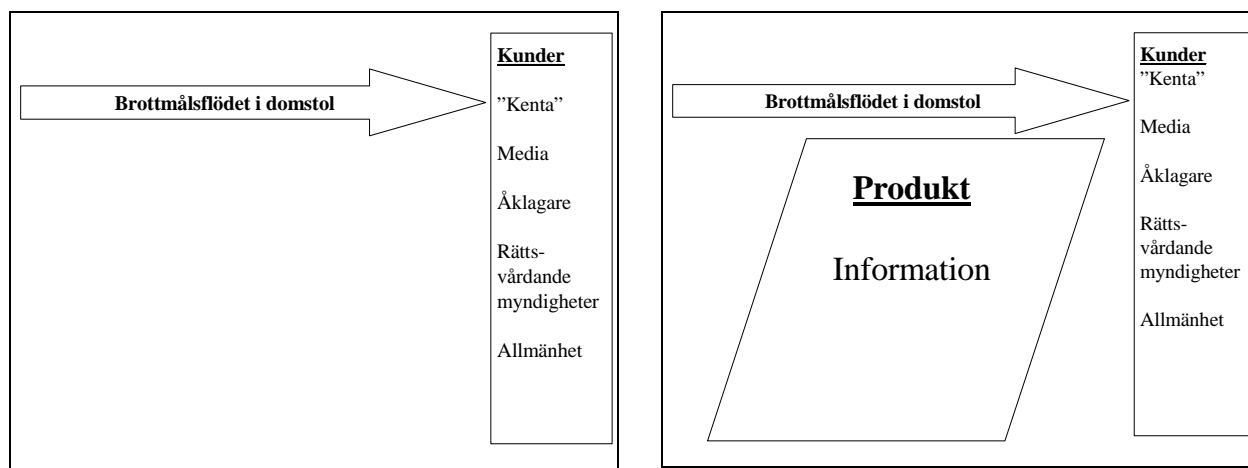 Kunder
Brottmålsflödet i domstol
”Kenta”
Media
Åklagare
Rätts-
vårdande
myndigheter
Allmänhet
Kunder
”Kenta”
Brottmålsflödet i domstol
Media
Produkt
Åklagare
Information
Rätts-
vårdande
myndigheter
Allmänhet